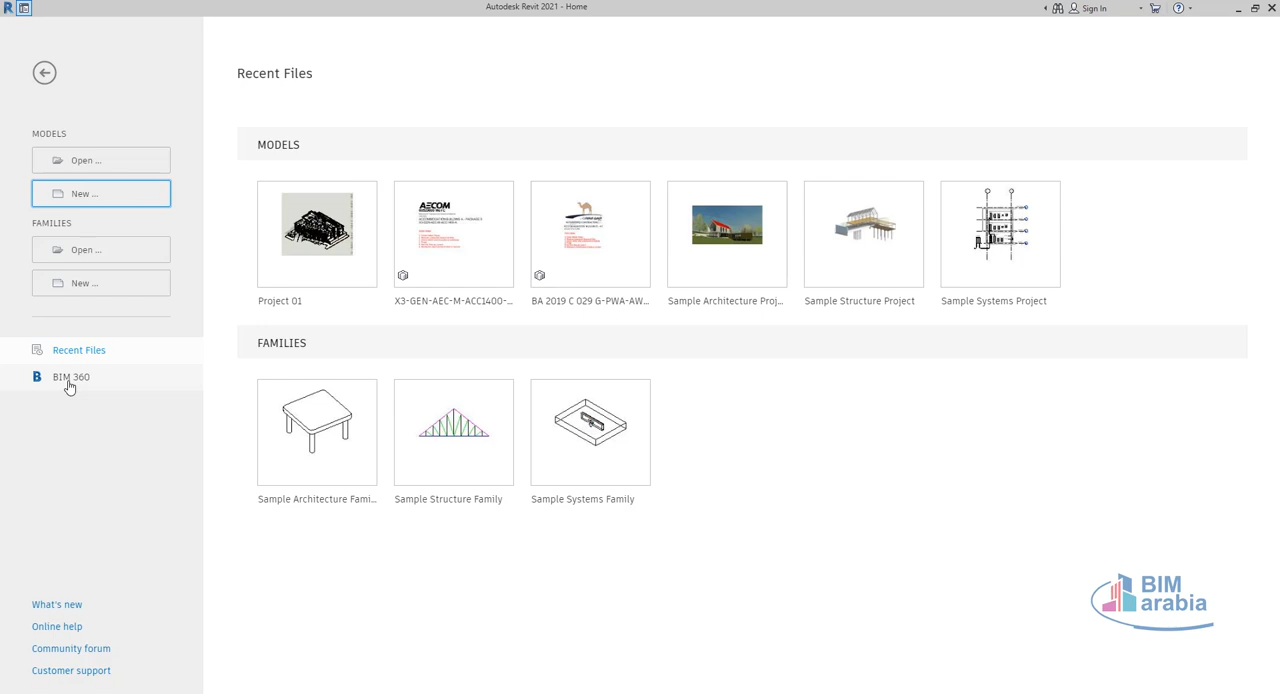 Autodesk Revit 2021 - Home
Sign In
Recent Files
MODELS
Open ...
New ...
FAMILIES
Open ...
New ...
Recent Files
BIM 360
MODELS
AECOM
Project 01
X3-GEN-AEC-M-ACC1400-...
BA 2019 C 029 G-PWA-AW...
Sample Architecture Proj...
Sample Structure Project
Sample Systems Project
FAMILIES
Sample Architecture Fami...
Sample Structure Family
Sample Systems Family
What's new
Online help
Community forum
Customer support
BIM
arabia